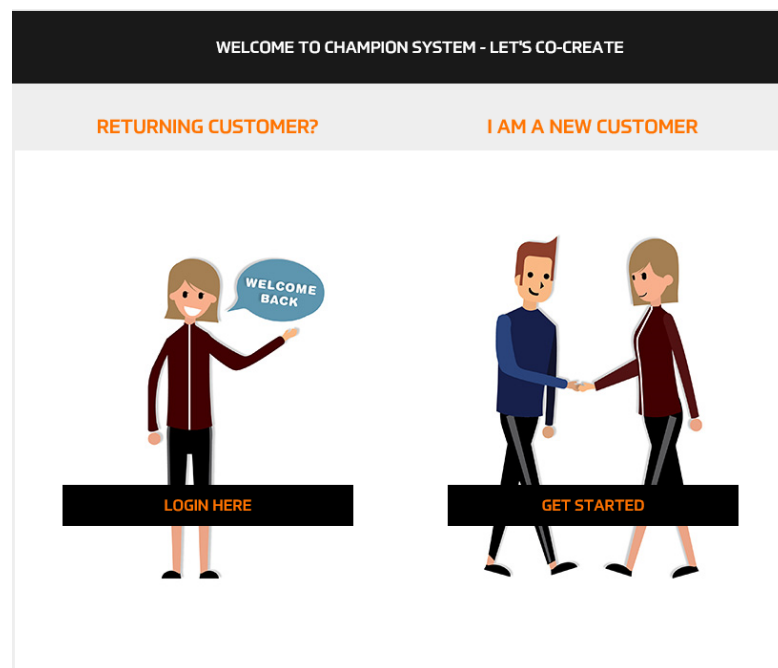 WELCOME TO CHAMPION SYSTEM - LET'S CO-CREATE
RETURNING CUSTOMER?
I AM A NEW CUSTOMER
WELCOME
BACK
LOGIN HERE
GET STARTED